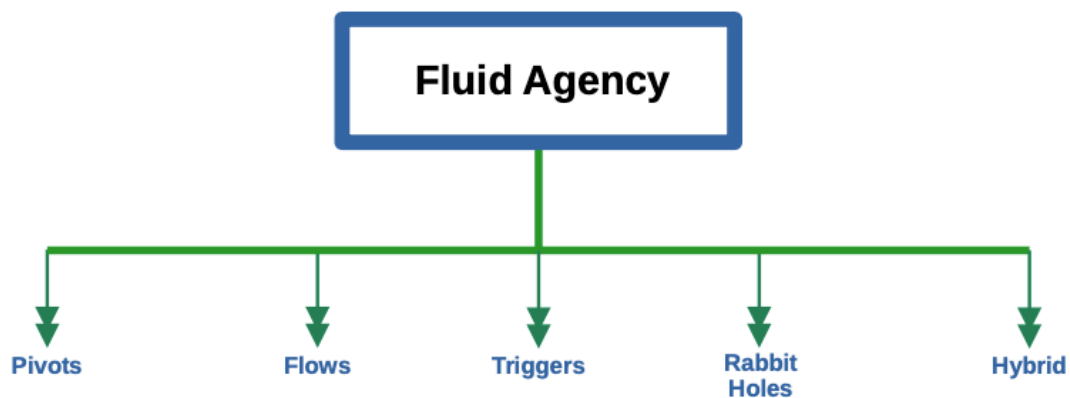 Fluid Agency
Pivots
Flows
Triggers
Rabbit
Holes
Hybrid